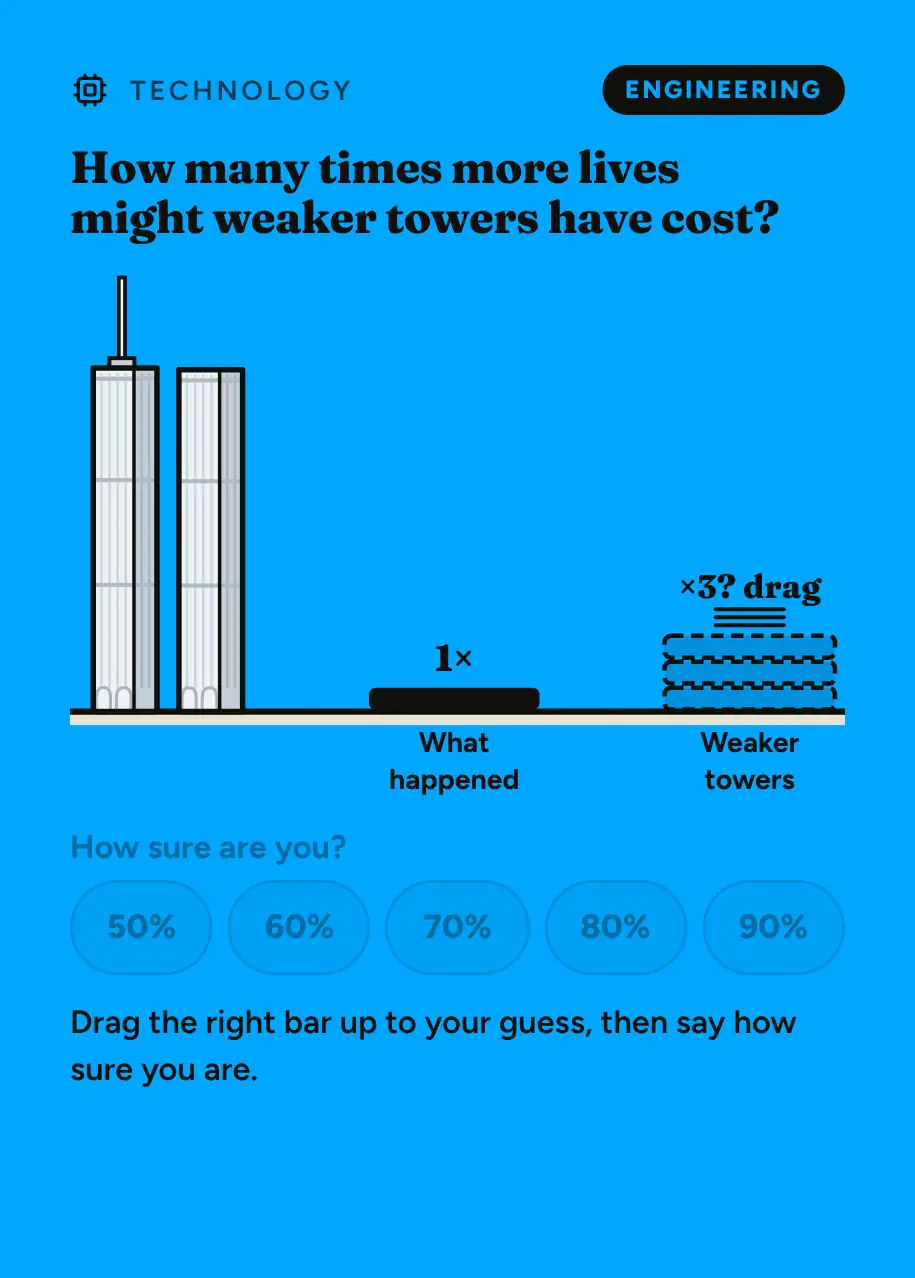 TECHNOLOGY
ENGINEERING
How many times more lives
might weaker towers have cost?
×3? drag
1×
What
happened
Weaker
towers
How sure are you?
50%
60%
70%
80%
90%
Drag the right bar up to your guess, then say how
sure you are.